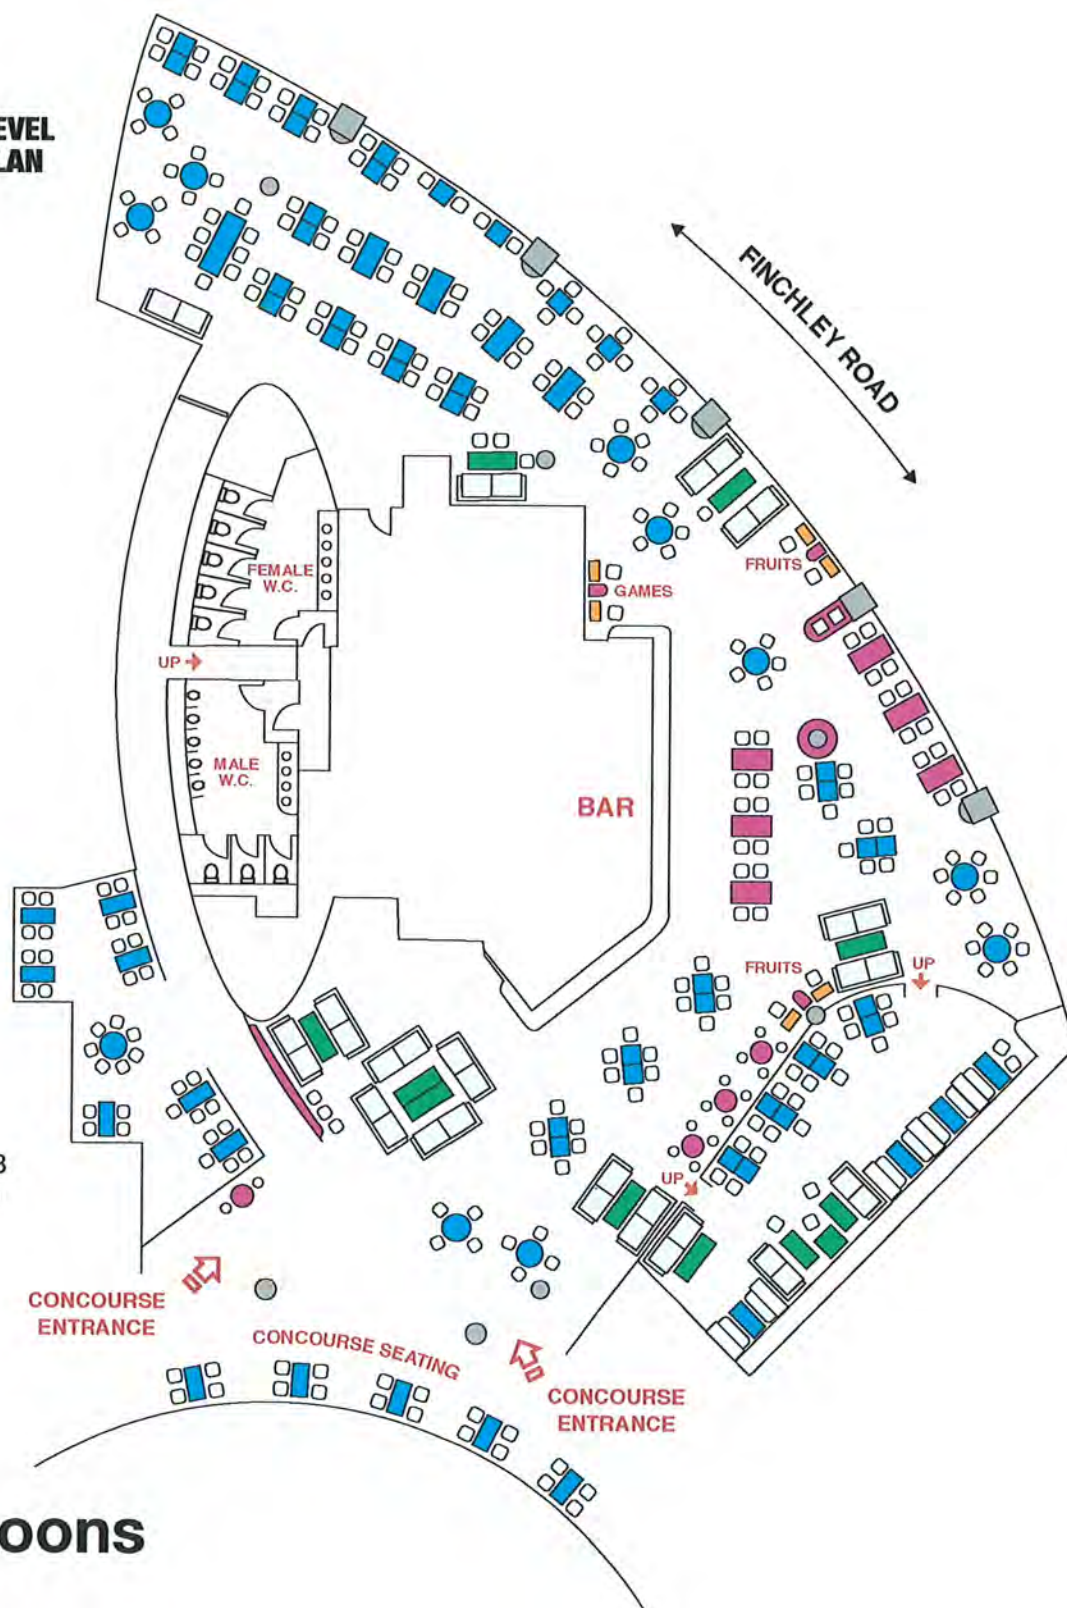 EVEL
LAN
FINCHLEY ROAD
FRUITS
GAMES
FEMALE
W.C.
UP
MALE
W.C.
BAR
FRUITS
UP
3
UP
CONCOURSE
ENTRANCE
CONCOURSE SEATING
CONCOURSE
ENTRANCE
oons